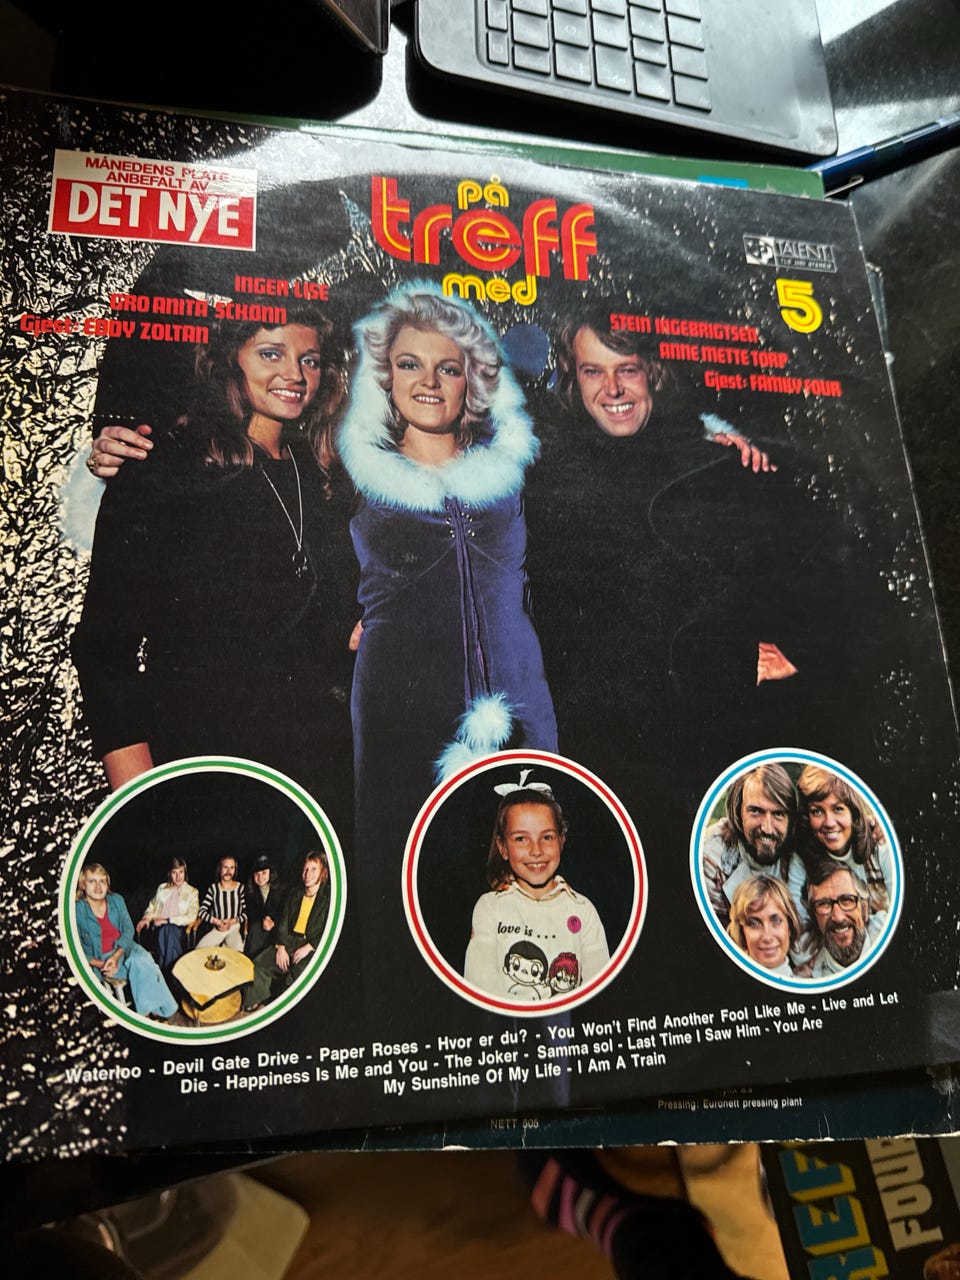 MÅNEDENS PLATE
ANBEFALT AV
DET NYE
på
treff
med
5
TALENT
STEREO
INGER LISE
GRO ANITA SCHØNN
Gjest: EDDY ZOLTAN
STEIN INGEBRIGTSEN
ANNE METTE TORP
Gjest: FAMILY FOUR
love is...
Waterloo - Devil Gate Drive - Paper Roses - Hvor er du? - You Won't Find Another Fool Like Me - Live and Let
Die - Happiness Is Me and You - The Joker - Samma sol - Last Time I Saw Him - You Are
My Sunshine Of My Life - I Am A Train
NETT 505
Pressing: Euronett pressing plant
FOUR